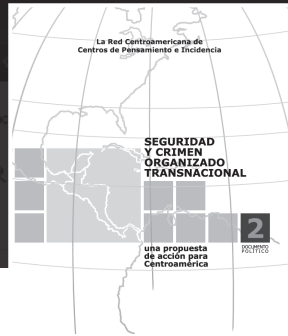 La Red Centroamericana de
Centros de Pensamiento e Incidencia
SEGURIDAD
Y CRIMEN
ORGANIZADO
TRANSNACIONAL
2
DOCUMENTO
POLÍTICO
una propuesta
de acción para
Centroamérica